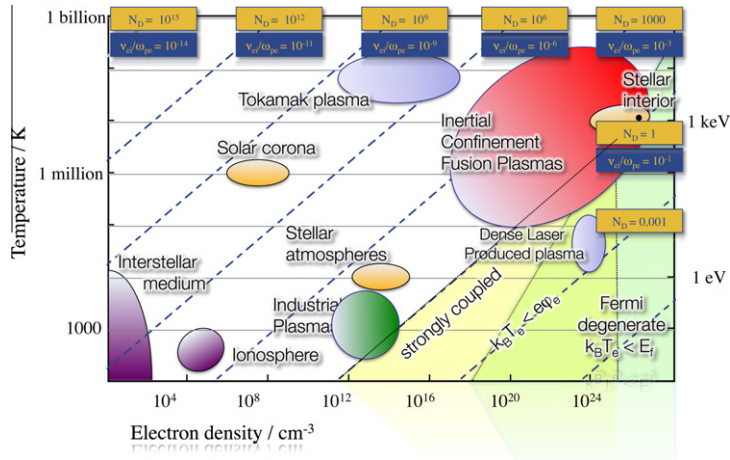 1 billion
N_D = 10^15
N_D = 10^12
N_D = 10^9
N_D = 10^6
N_D = 1000
ν_ei/ω_pe = 10^-14
ν_ei/ω_pe = 10^-11
ν_ei/ω_pe = 10^-9
ν_ei/ω_pe = 10^-6
ν_ei/ω_pe = 10^-3
Tokamak plasma
Stellar
interior
Inertial
Confinement
Fusion Plasmas
1 keV
N_D = 1
ν_ei/ω_pe = 10^-1
Solar corona
Temperature / K
1 million
N_D = 0.001
Stellar
atmospheres
Dense Laser
Produced plasma
Interstellar
medium
1 eV
Industrial
Plasmas
strongly coupled
k_BT_e < eφ_e
Fermi
degenerate
k_BT_e < E_f
1000
Ionosphere
10^4
10^8
10^12
10^16
10^20
10^24
Electron density / cm^-3